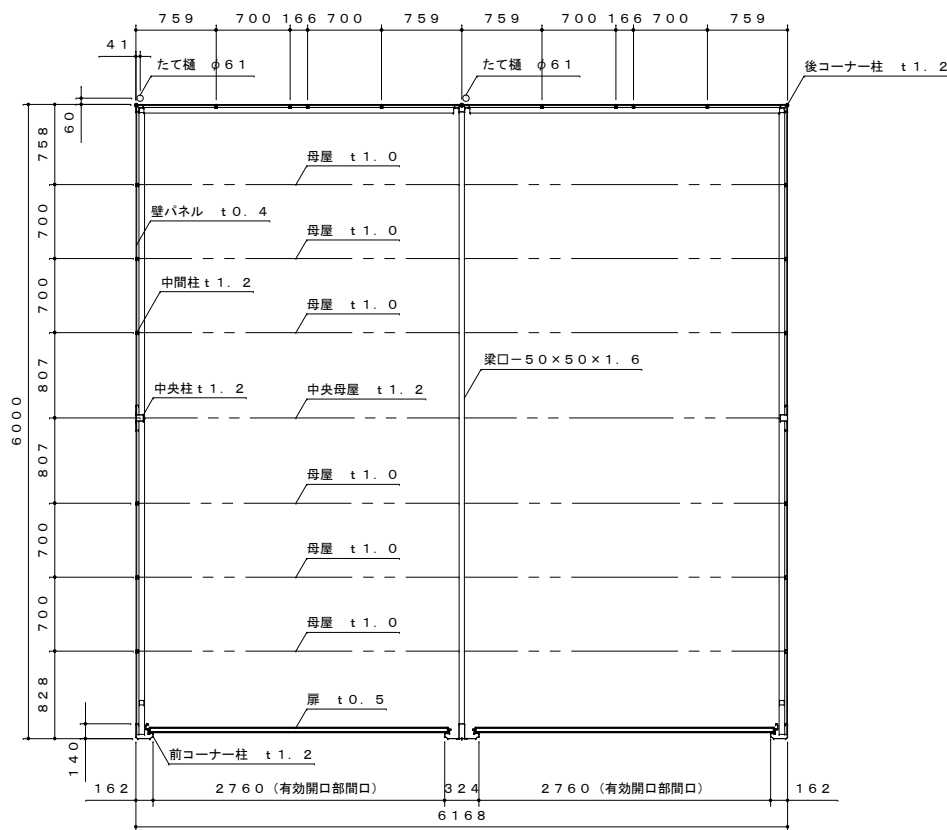 ７５９ ７００ １６６ ７００ ７５９ ７５９ ７００ １６６ ７００ ７５９
４１
たて樋　φ６１ たて樋　φ６１
後コーナー柱　ｔ１．２
６０
７５８
母屋　ｔ１．０
７００
壁パネル　ｔ０．４
母屋　ｔ１．０
７００
中間柱ｔ１．２
母屋　ｔ１．０
８０７
梁口－５０×５０×１．６
中央柱ｔ１．２
中央母屋　ｔ１．２
６０００
８０７
母屋　ｔ１．０
７００
母屋　ｔ１．０
７００
母屋　ｔ１．０
８２８
扉　ｔ０．５
１４０
前コーナー柱　ｔ１．２
１６２ ２７６０（有効開口部間口） ３２４ ２７６０（有効開口部間口） １６２
６１６８